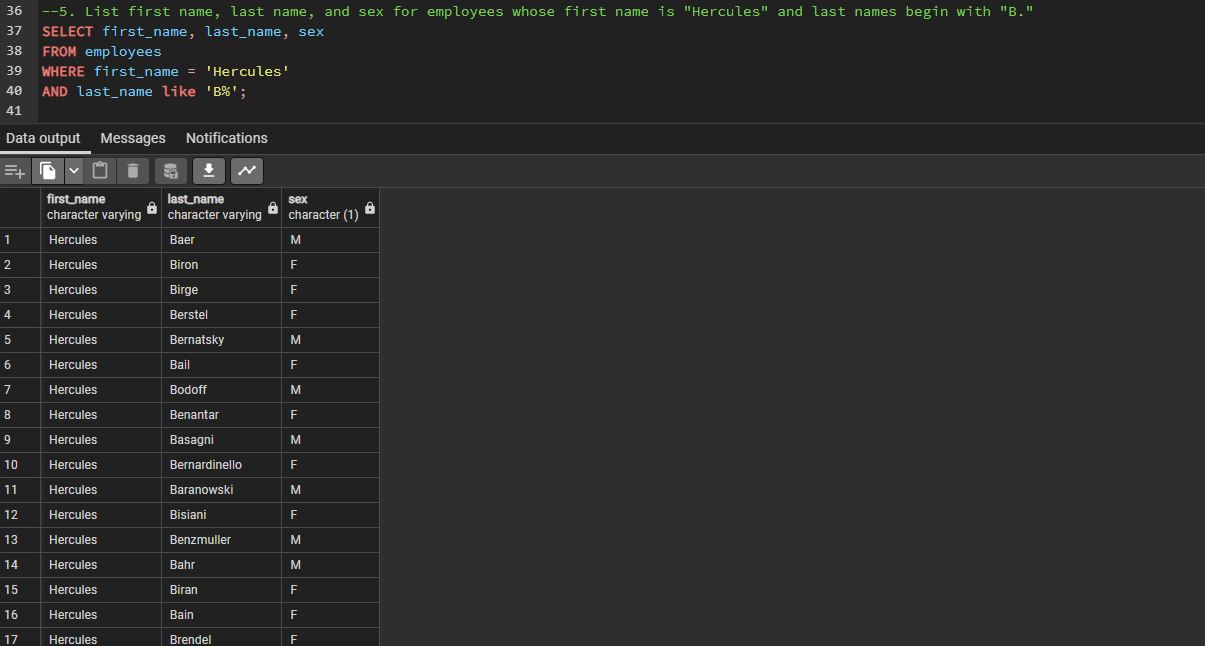 36 --5. List first name, last name, and sex for employees whose first name is "Hercules" and last names begin with "B."
37 SELECT first_name, last_name, sex
38 FROM employees
39 WHERE first_name = 'Hercules'
40 AND last_name like 'B%';
41
Data output Messages Notifications
first_name last_name sex
character varying character varying character (1)
1 Hercules Baer M
2 Hercules Biron F
3 Hercules Birge F
4 Hercules Berstel F
5 Hercules Bernatsky M
6 Hercules Bail F
7 Hercules Bodoff M
8 Hercules Benantar F
9 Hercules Basagni M
10 Hercules Bernardinello F
11 Hercules Baranowski M
12 Hercules Bisiani F
13 Hercules Benzmuller M
14 Hercules Bahr M
15 Hercules Biran F
16 Hercules Bain F
17 Hercules Brendel F